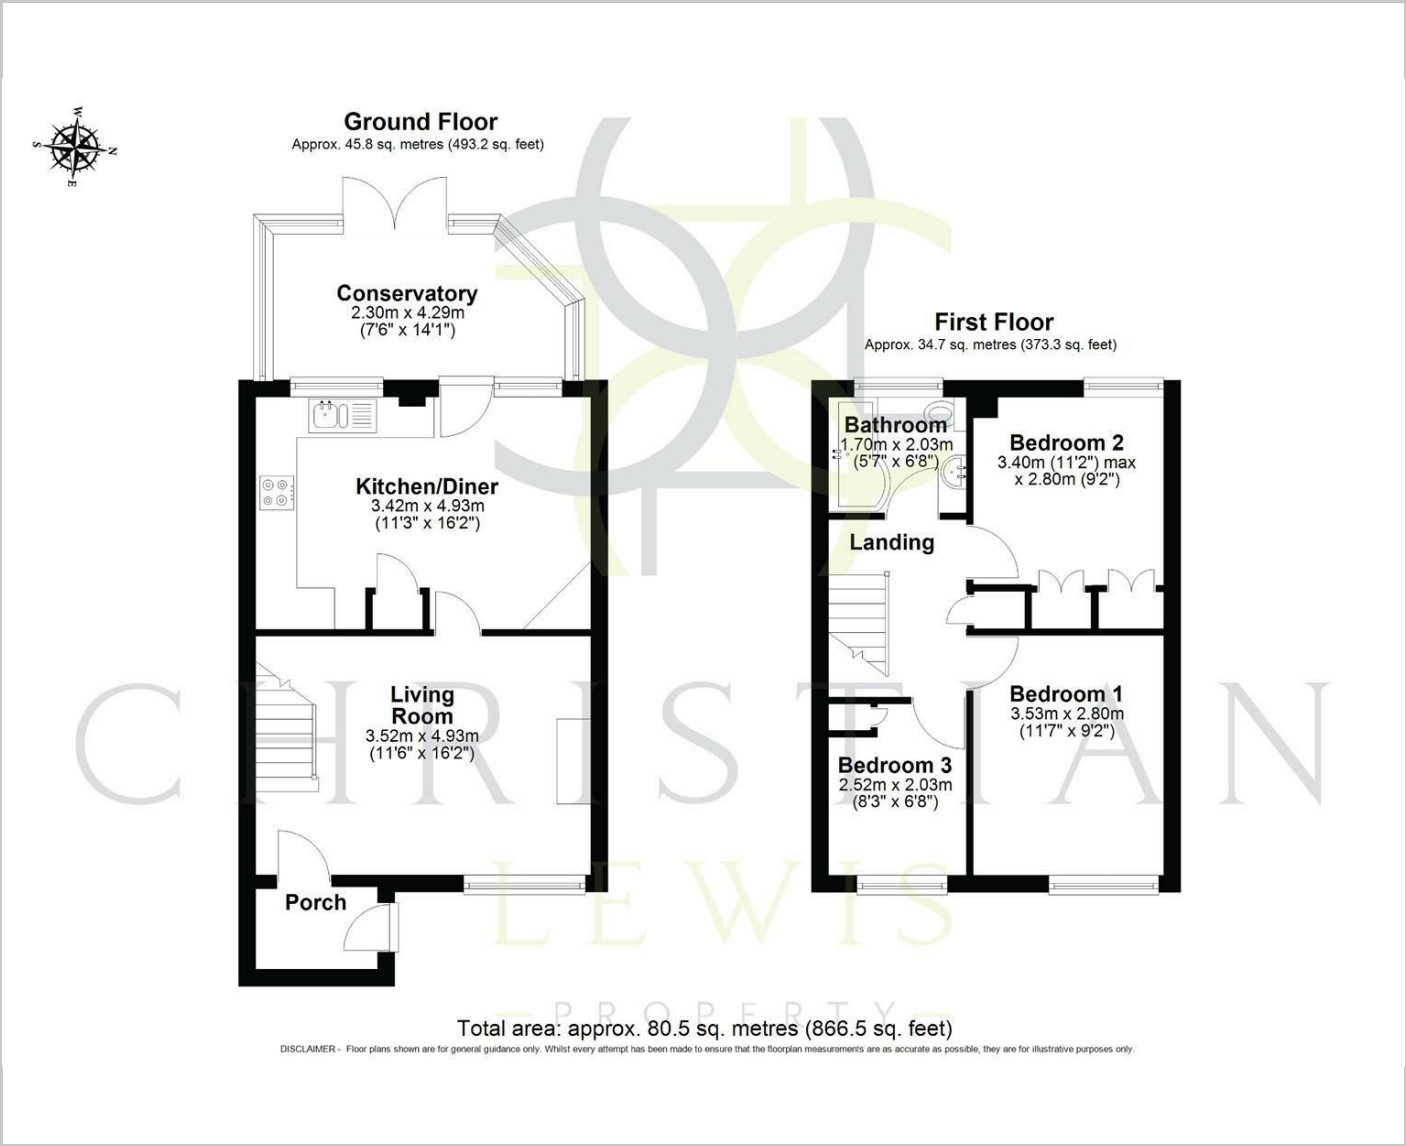 W
S
N
E
Ground Floor
Approx. 45.8 sq. metres (493.2 sq. feet)
Conservatory
2.30m x 4.29m
(7'6" x 14'1")
Kitchen/Diner
3.42m x 4.93m
(11'3" x 16'2")
Living
Room
3.52m x 4.93m
(11'6" x 16'2")
Porch
First Floor
Approx. 34.7 sq. metres (373.3 sq. feet)
Bathroom
1.70m x 2.03m
(5'7" x 6'8")
Bedroom 2
3.40m (11'2") max
x 2.80m (9'2")
Landing
Bedroom 1
3.53m x 2.80m
(11'7" x 9'2")
Bedroom 3
2.52m x 2.03m
(8'3" x 6'8")
CHRISTIAN
LEWIS
PROPERTY
Total area: approx. 80.5 sq. metres (866.5 sq. feet)
DISCLAIMER - Floor plans shown are for general guidance only. Whilst every attempt has been made to ensure that the floorplan measurements are as accurate as possible, they are for illustrative purposes only.